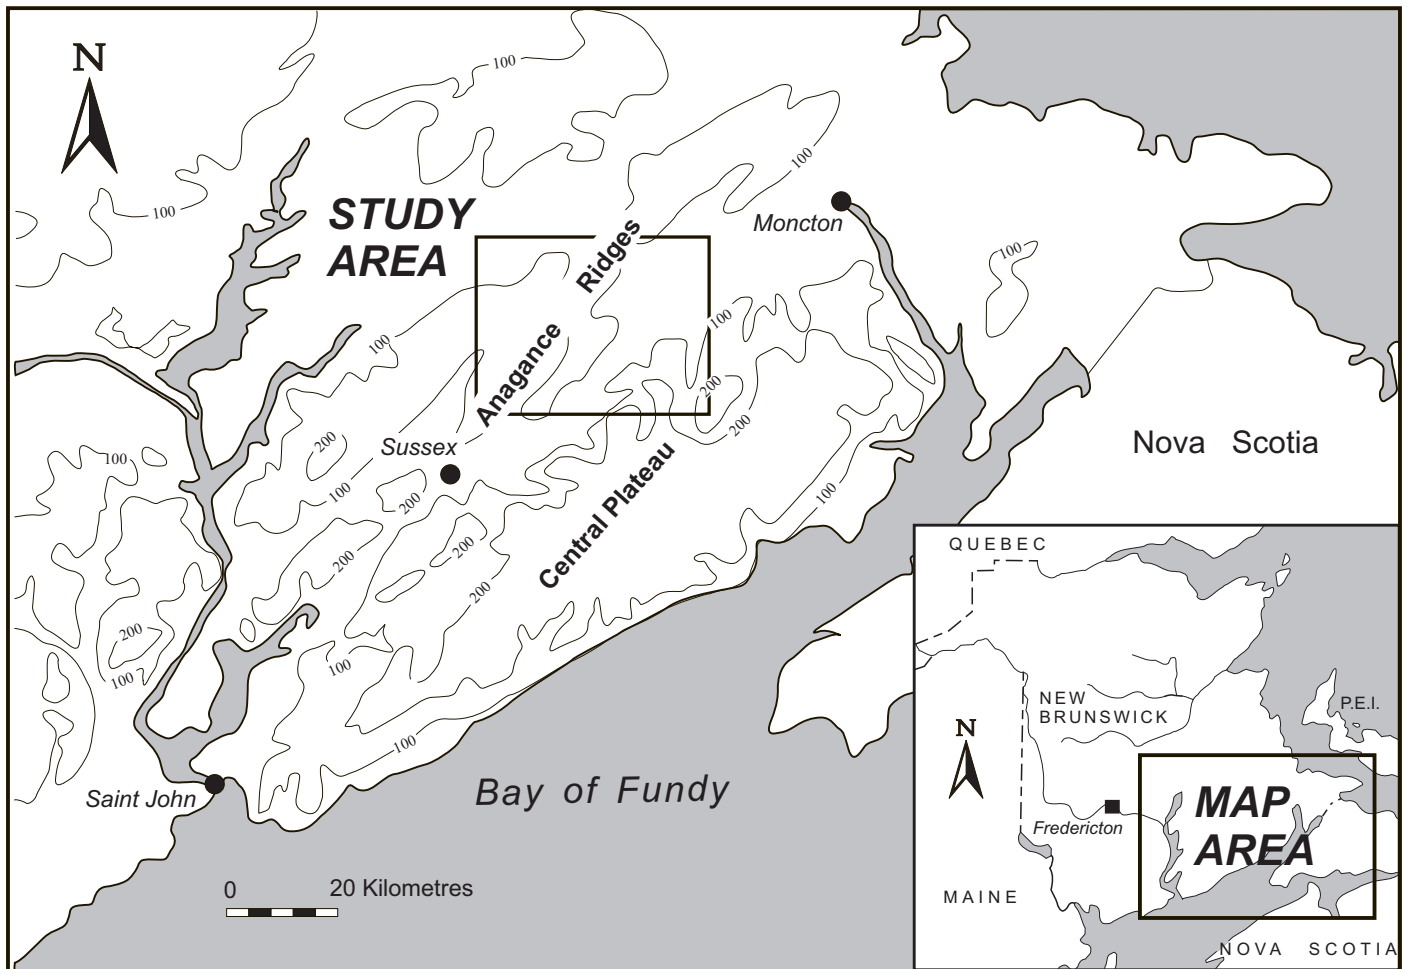 N
100
100
STUDY
AREA
Ridges
100
Moncton
100
100
100
Anagance
200
200
200
Sussex
100
100
200
Nova Scotia
Central Plateau
100
200
200
200
200
100
100
100
Saint John
Bay of Fundy
0 20 Kilometres
QUEBEC
NEW
BRUNSWICK
P.E.I.
N
MAP
AREA
Fredericton
MAINE
NOVA SCOTIA